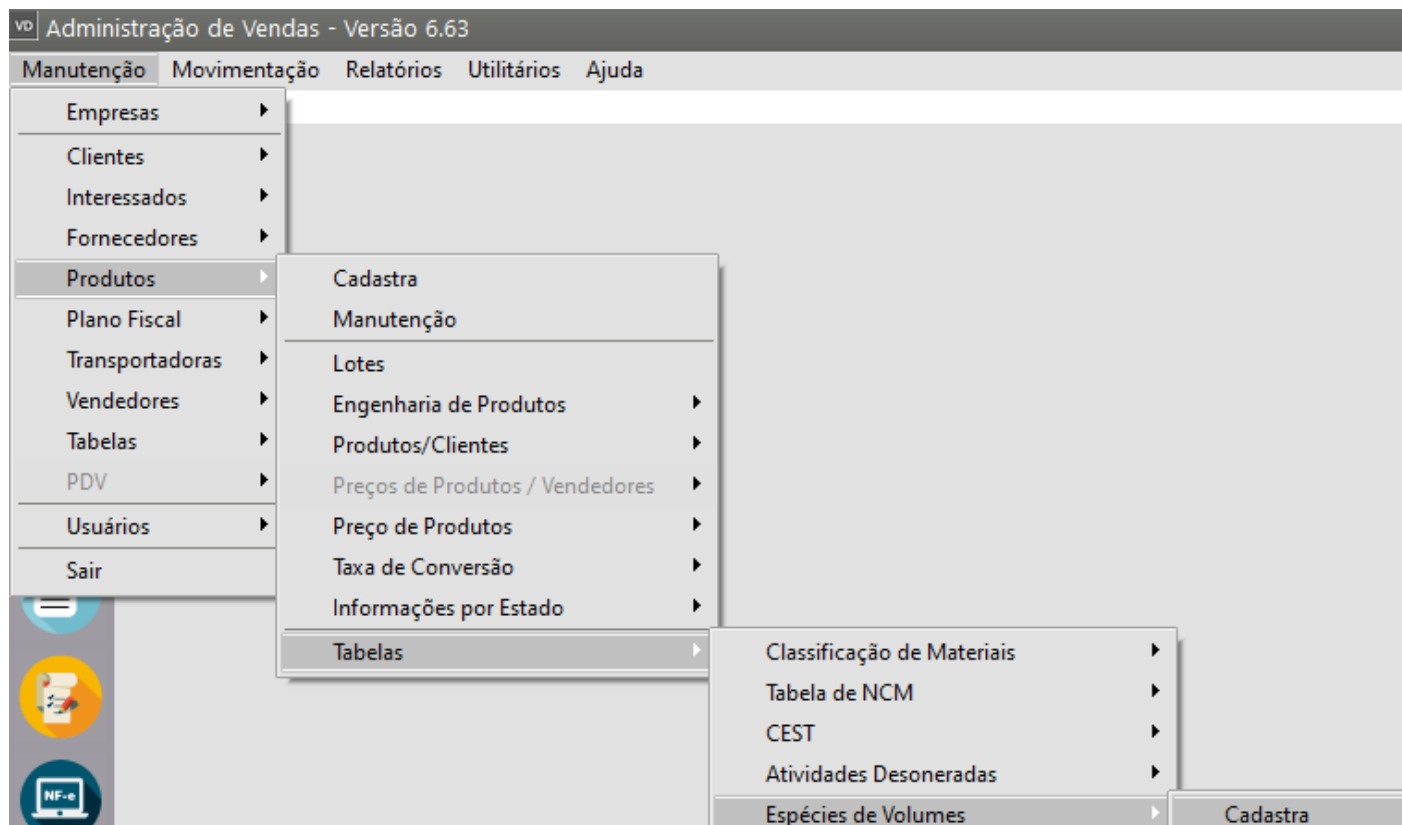 VD Administração de Vendas - Versão 6.63
Manutenção Movimentação Relatórios Utilitários Ajuda
Empresas
Clientes
Interessados
Fornecedores
Produtos
Plano Fiscal
Transportadoras
Vendedores
Tabelas
PDV
Usuários
Sair
Cadastra
Manutenção
Lotes
Engenharia de Produtos
Produtos/Clientes
Preços de Produtos / Vendedores
Preço de Produtos
Taxa de Conversão
Informações por Estado
Tabelas
Classificação de Materiais
Tabela de NCM
CEST
Atividades Desoneradas
Espécies de Volumes
Cadastra
NF-e